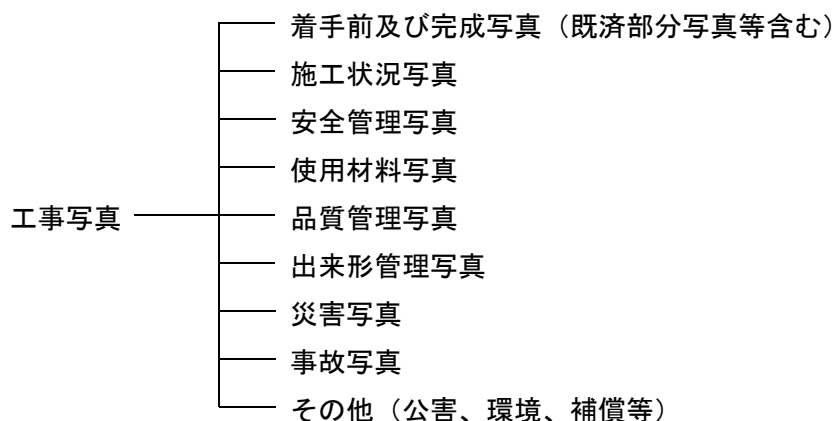 着手前及び完成写真（既済部分写真等含む）
施工状況写真
安全管理写真
使用材料写真
工事写真
品質管理写真
出来形管理写真
災害写真
事故写真
その他（公害、環境、補償等）